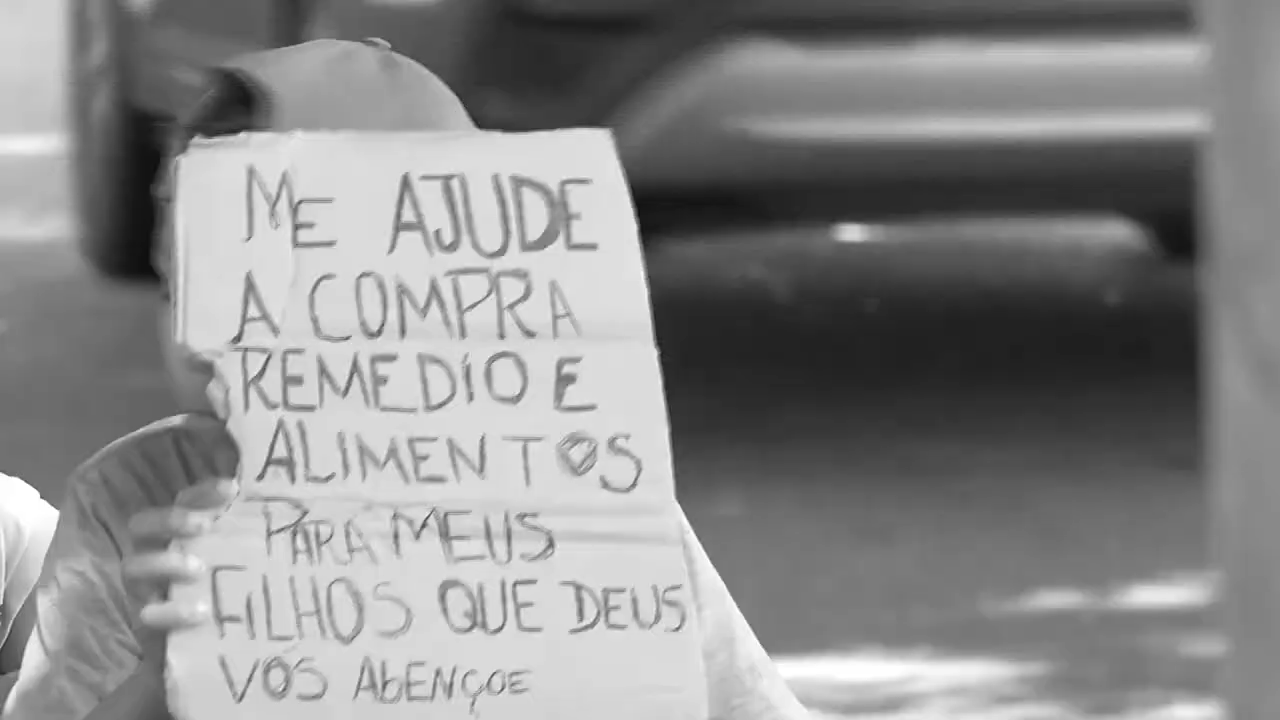 ME AJUDE
A COMPRA
REMEDIO E
ALIMENTOS
PARA MEUS
FILHOS QUE DEUS
VOS AbENÇOE